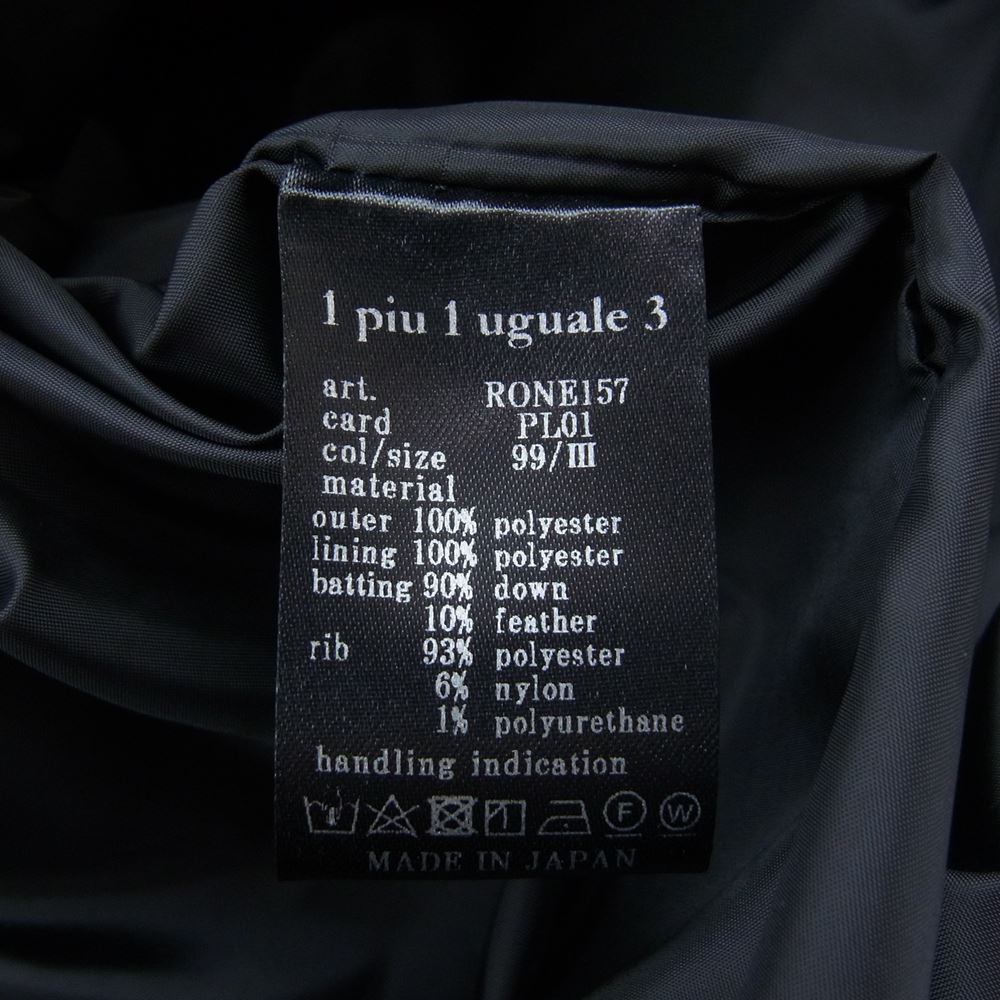 1 piu 1 uguale 3
art. RONE157
card PL01
col/size 99/III
material
outer 100% polyester
lining 100% polyester
batting 90% down
10% feather
rib 93% polyester
6% nylon
1% polyurethane
handling indication
F W
MADE IN JAPAN